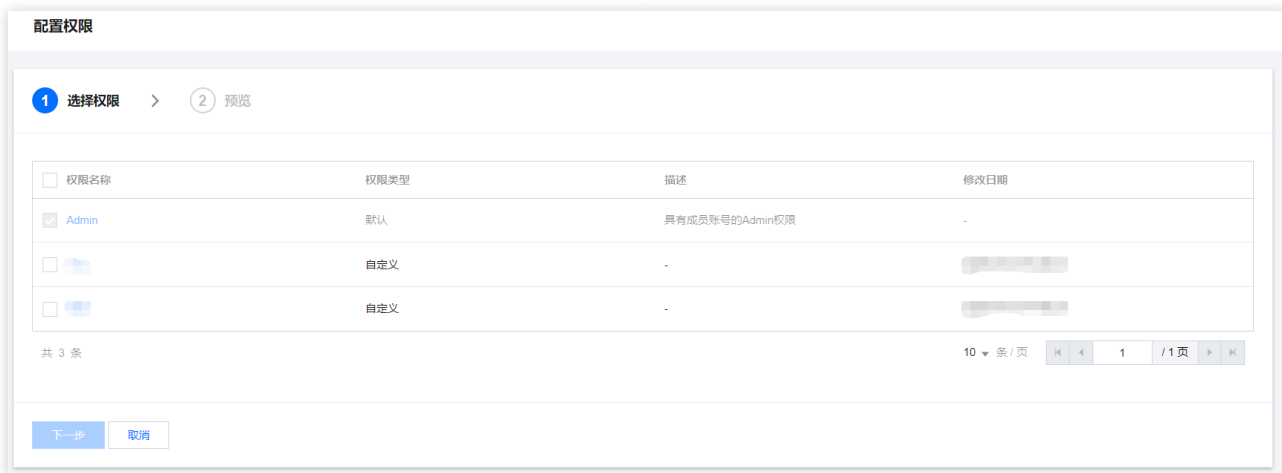 配置权限
1 选择权限 > 2 预览
权限名称 权限类型 描述 修改日期
Admin 默认 具有成员账号的Admin权限 -
自定义 -
自定义 -
共 3 条 10 条/页 1 /1页
下一步 取消